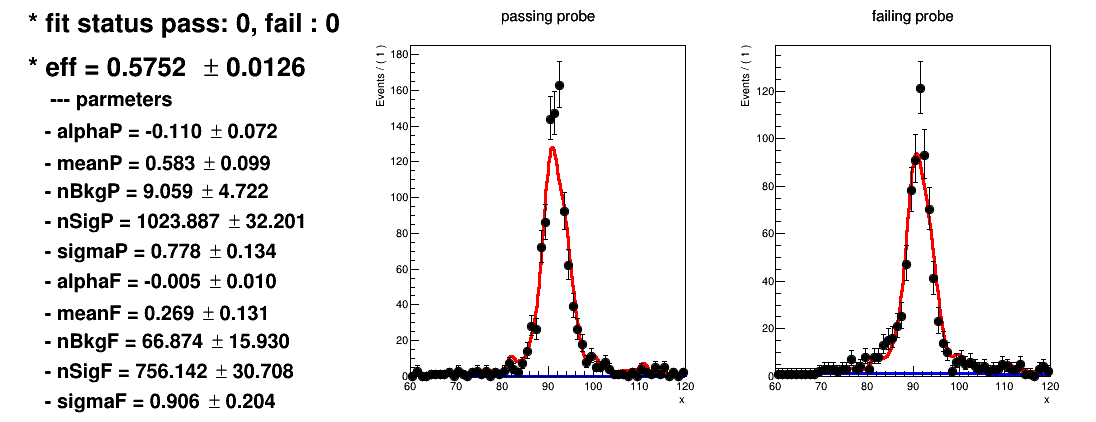 * fit status pass: 0, fail : 0
* eff = 0.5752 ± 0.0126
--- parmeters
- alphaP = -0.110 ± 0.072
- meanP = 0.583 ± 0.099
- nBkgP = 9.059 ± 4.722
- nSigP = 1023.887 ± 32.201
- sigmaP = 0.778 ± 0.134
- alphaF = -0.005 ± 0.010
- meanF = 0.269 ± 0.131
- nBkgF = 66.874 ± 15.930
- nSigF = 756.142 ± 30.708
- sigmaF = 0.906 ± 0.204
passing probe
Events / ( 1 )
180
160
140
120
100
80
60
40
20
0
60 70 80 90 100 110 120
x
failing probe
Events / ( 1 )
120
100
80
60
40
20
0
60 70 80 90 100 110 120
x